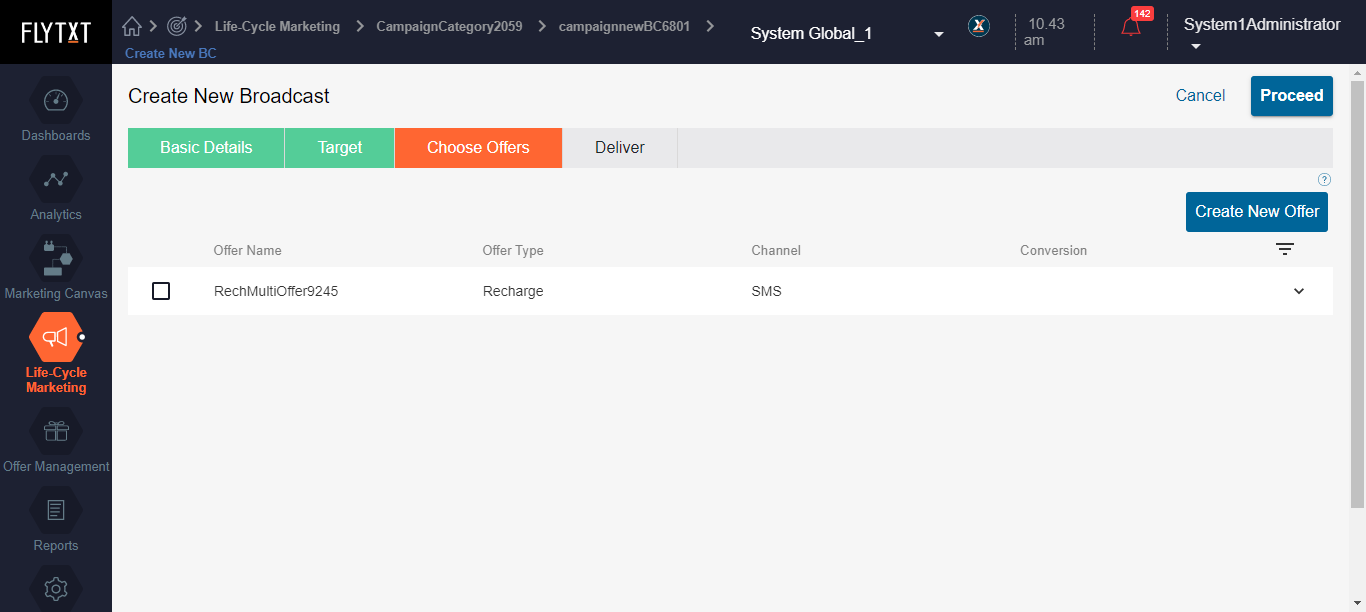 FLYTXT
Life-Cycle Marketing
CampaignCategory2059
campaignnewBC6801
Create New BC
System Global_1
X
10.43
am
142
System1Administrator
Dashboards
Analytics
Marketing Canvas
Life-Cycle
Marketing
Offer Management
Reports
Create New Broadcast
Cancel
Proceed
Basic Details
Target
Choose Offers
Deliver
?
Create New Offer
Offer Name
Offer Type
Channel
Conversion
RechMultiOffer9245
Recharge
SMS